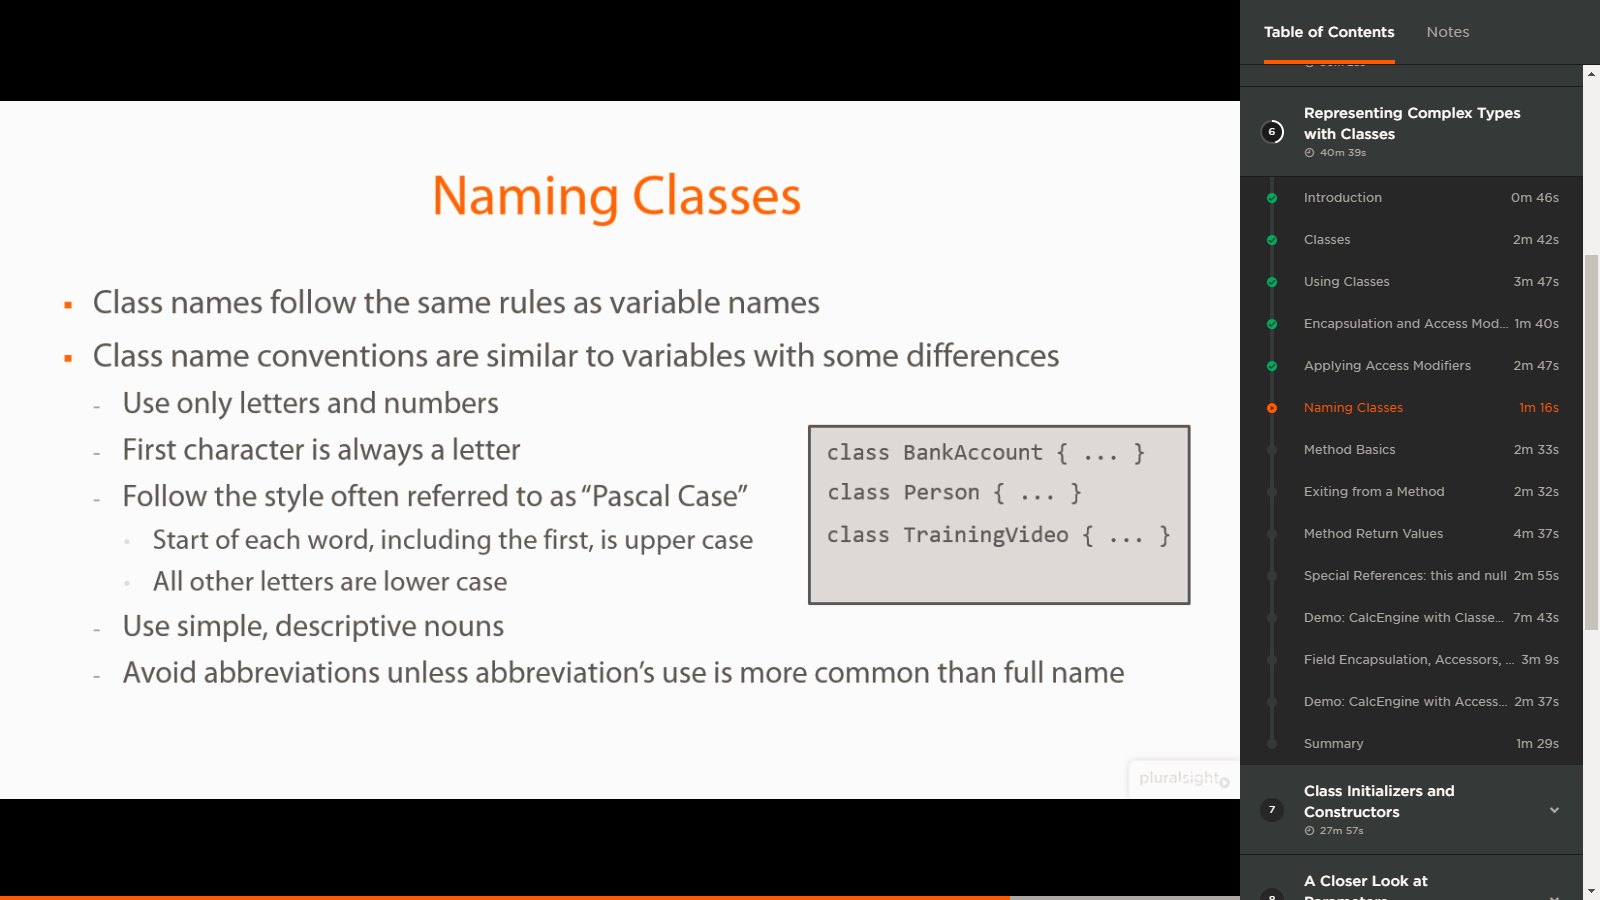 Naming Classes
Class names follow the same rules as variable names
Class name conventions are similar to variables with some differences
- Use only letters and numbers
- First character is always a letter
- Follow the style often referred to as “Pascal Case”
Start of each word, including the first, is upper case
All other letters are lower case
- Use simple, descriptive nouns
- Avoid abbreviations unless abbreviation’s use is more common than full name
class BankAccount { ... }
class Person { ... }
class TrainingVideo { ... }
pluralsight
Table of Contents Notes
6
Representing Complex Types
with Classes
40m 39s
Introduction 0m 46s
Classes 2m 42s
Using Classes 3m 47s
Encapsulation and Access Mod... 1m 40s
Applying Access Modifiers 2m 47s
Naming Classes 1m 16s
Method Basics 2m 33s
Exiting from a Method 2m 32s
Method Return Values 4m 37s
Special References: this and null 2m 55s
Demo: CalcEngine with Classe... 7m 43s
Field Encapsulation, Accessors, ... 3m 9s
Demo: CalcEngine with Access... 2m 37s
Summary 1m 29s
7
Class Initializers and
Constructors
27m 57s
A Closer Look at
Parameters